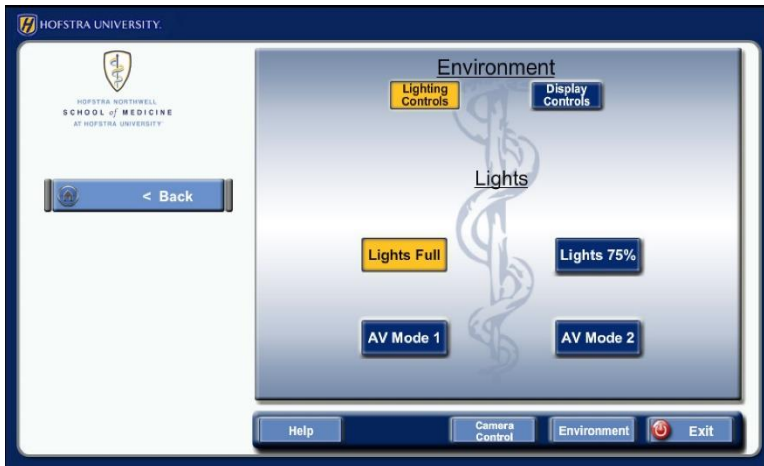 HOFSTRA UNIVERSITY.
HOFSTRA NORTHWELL
SCHOOL of MEDICINE
AT HOFSTRA UNIVERSITY
< Back
Environment
Lighting
Controls
Display
Controls
Lights
Lights Full
Lights 75%
AV Mode 1
AV Mode 2
Help
Camera
Control
Environment
Exit